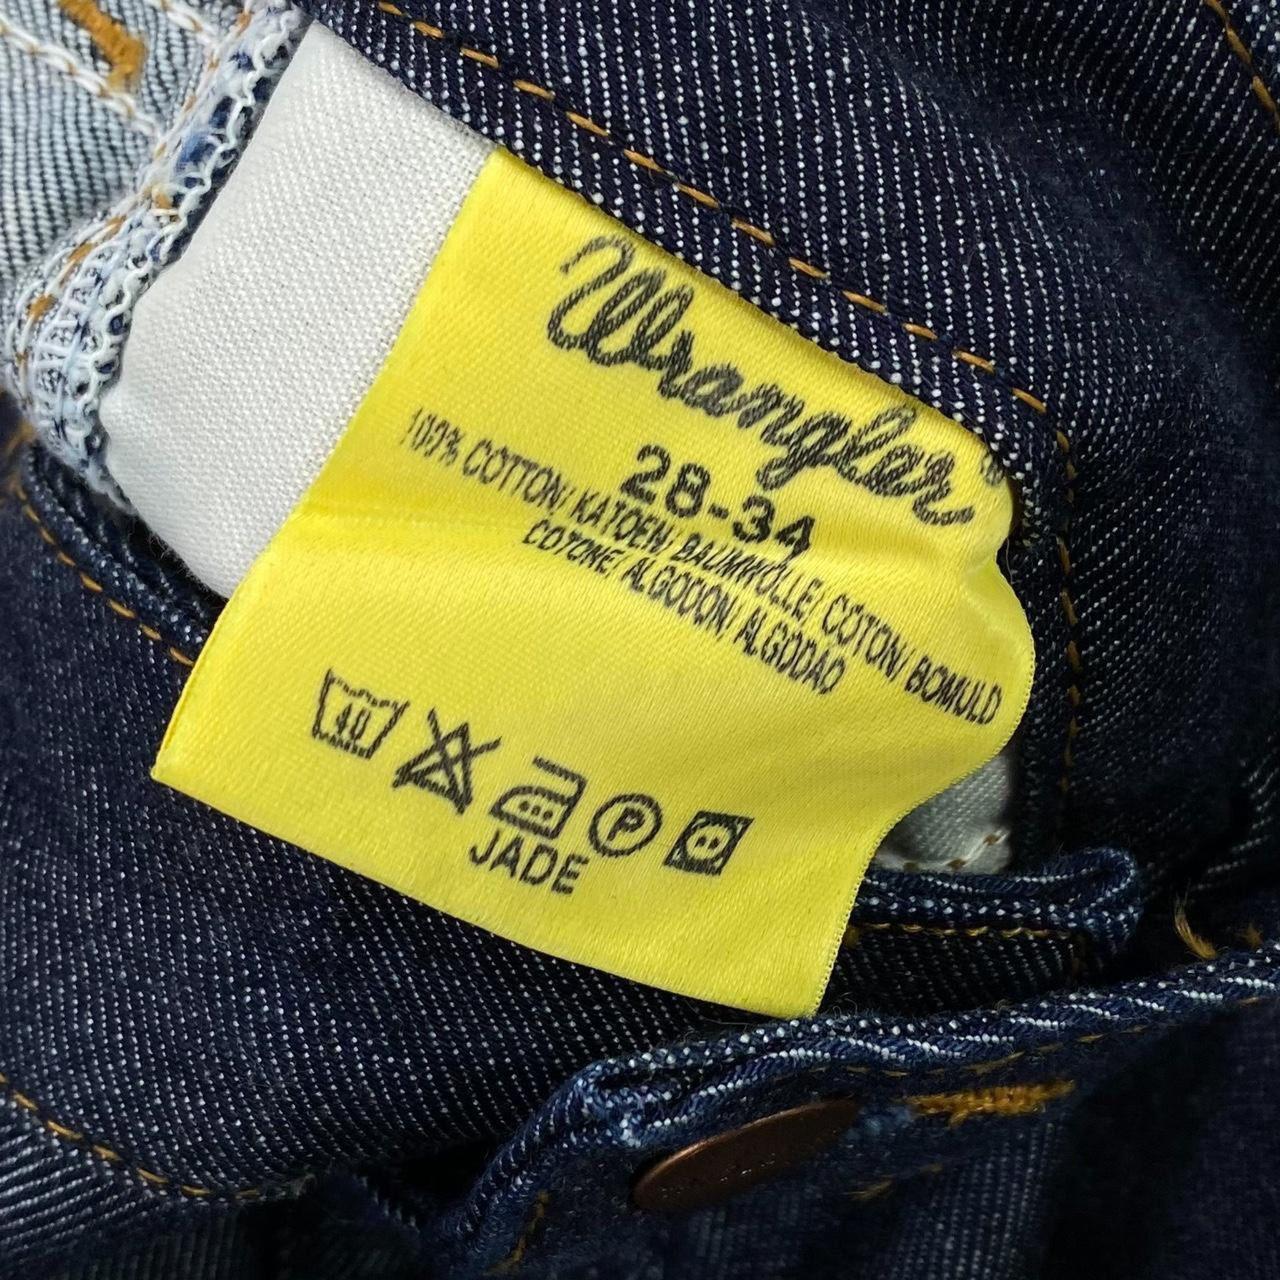 Wrangler®
28-34
100% COTTON/ KATOEN/ BAUMWOLLE/ COTON/ BOMULD
COTONE/ ALGODON/ ALGODAO
40
P
JADE